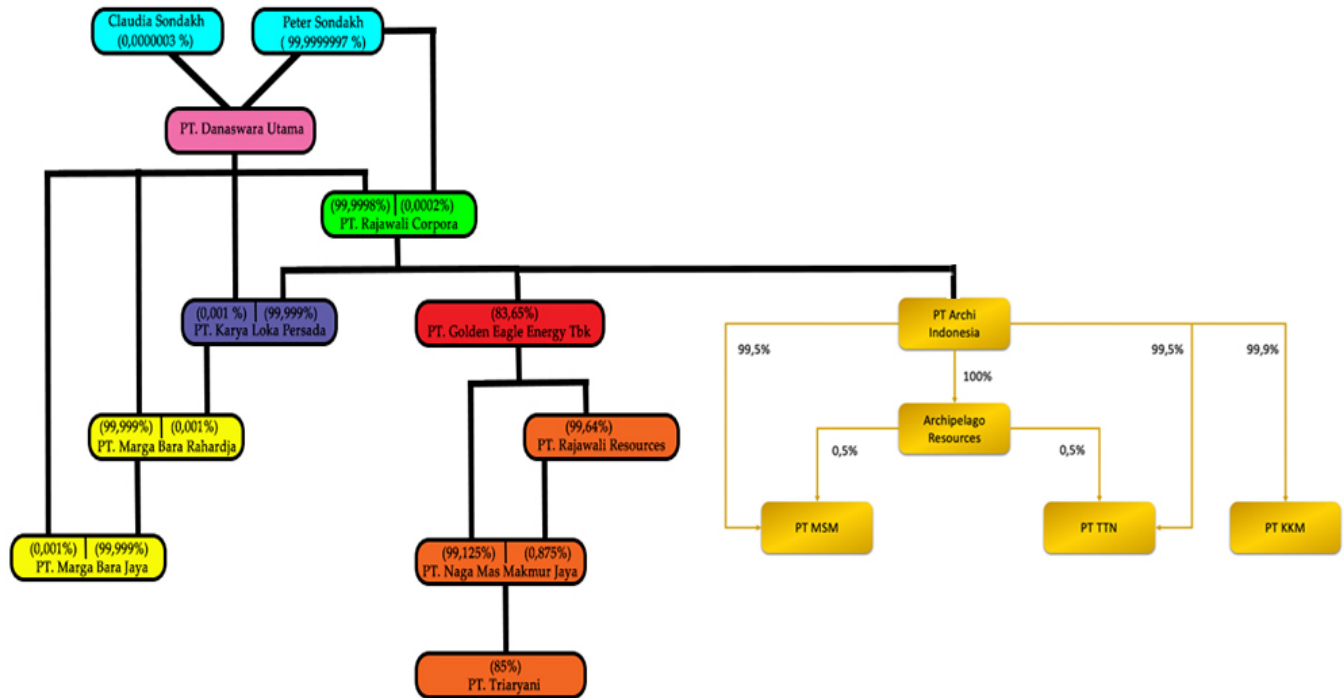 Claudia Sondakh
(0,0000003 %)
Peter Sondakh
( 99,9999997 %)
PT. Danaswara Utama
(99,9998%) (0,0002%)
PT. Rajawali Corpora
(0,001 %) (99,999%)
PT. Karya Loka Persada
(83,65%)
PT. Golden Eagle Energy Tbk
PT Archi
Indonesia
99,5%
99,5%
99,9%
100%
(99,999%) (0,001%)
PT. Marga Bara Rahardja
(99,64%)
PT. Rajawali Resources
Archipelago
Resources
0,5%
0,5%
PT MSM
PT TTN
PT KKM
(0,001%) (99,999%)
PT. Marga Bara Jaya
(99,125%) (0,875%)
PT. Naga Mas Makmur Jaya
(85%)
PT. Triaryani